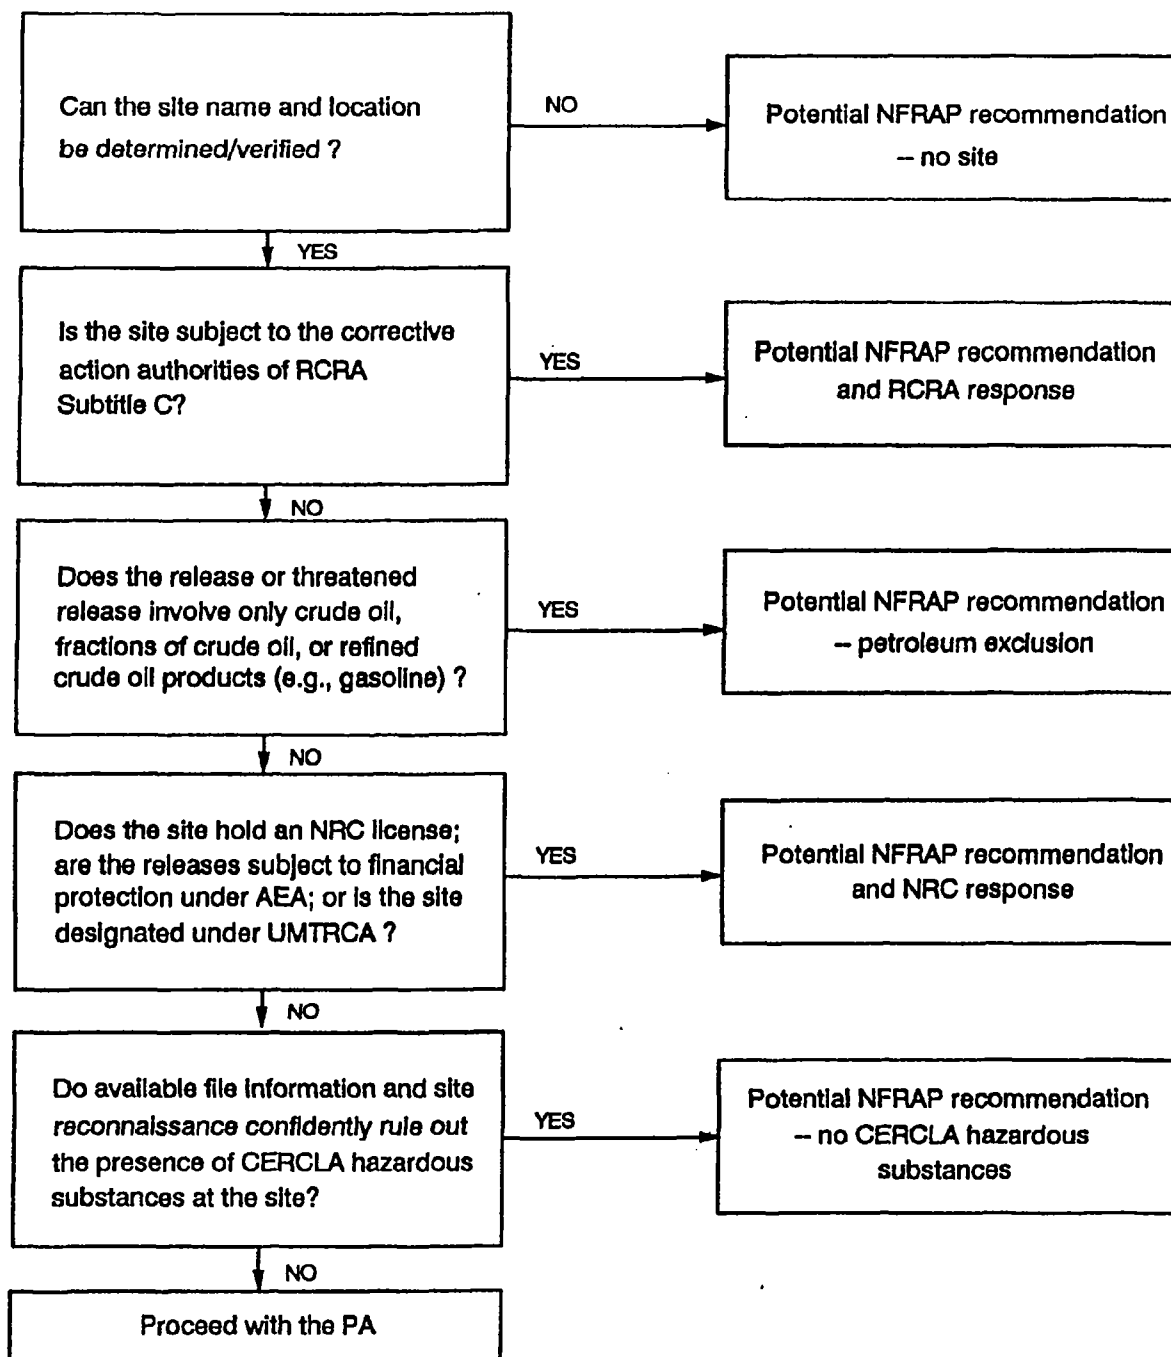 Can the site name and location
be determined/verified ?
NO
Potential NFRAP recommendation
-- no site
YES
Is the site subject to the corrective
action authorities of RCRA
Subtitle C?
YES
Potential NFRAP recommendation
and RCRA response
NO
Does the release or threatened
release involve only crude oil,
fractions of crude oil, or refined
crude oil products (e.g., gasoline) ?
YES
Potential NFRAP recommendation
-- petroleum exclusion
NO
Does the site hold an NRC license;
are the releases subject to financial
protection under AEA; or is the site
designated under UMTRCA ?
YES
Potential NFRAP recommendation
and NRC response
NO
Do available file information and site
reconnaissance confidently rule out
the presence of CERCLA hazardous
substances at the site?
YES
Potential NFRAP recommendation
-- no CERCLA hazardous
substances
NO
Proceed with the PA